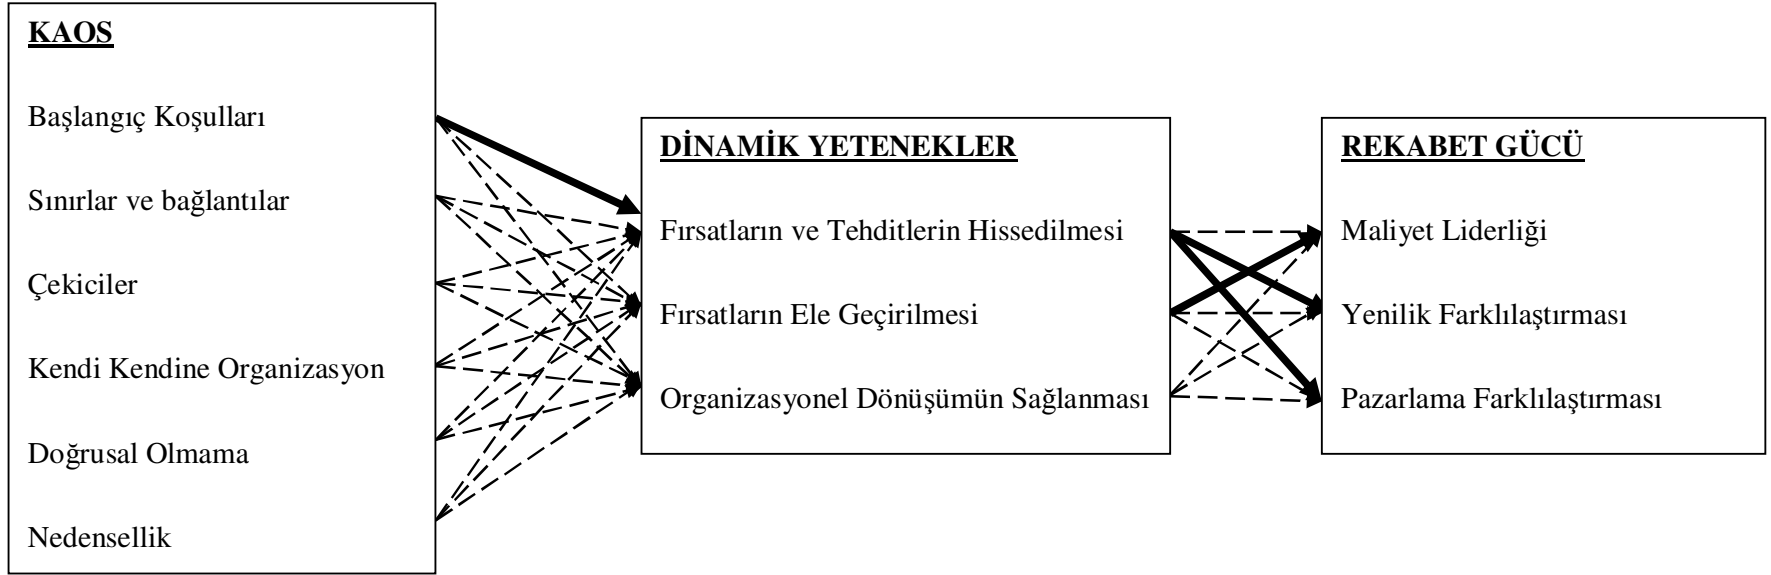 KAOS
Başlangıç Koşulları
Sınırlar ve bağlantılar
Çekiciler
Kendi Kendine Organizasyon
Doğrusal Olmama
Nedensellik
DİNAMİK YETENEKLER
Fırsatların ve Tehditlerin Hissedilmesi
Fırsatların Ele Geçirilmesi
Organizasyonel Dönüşümün Sağlanması
REKABET GÜCÜ
Maliyet Liderliği
Yenilik Farklılaştırması
Pazarlama Farklılaştırması